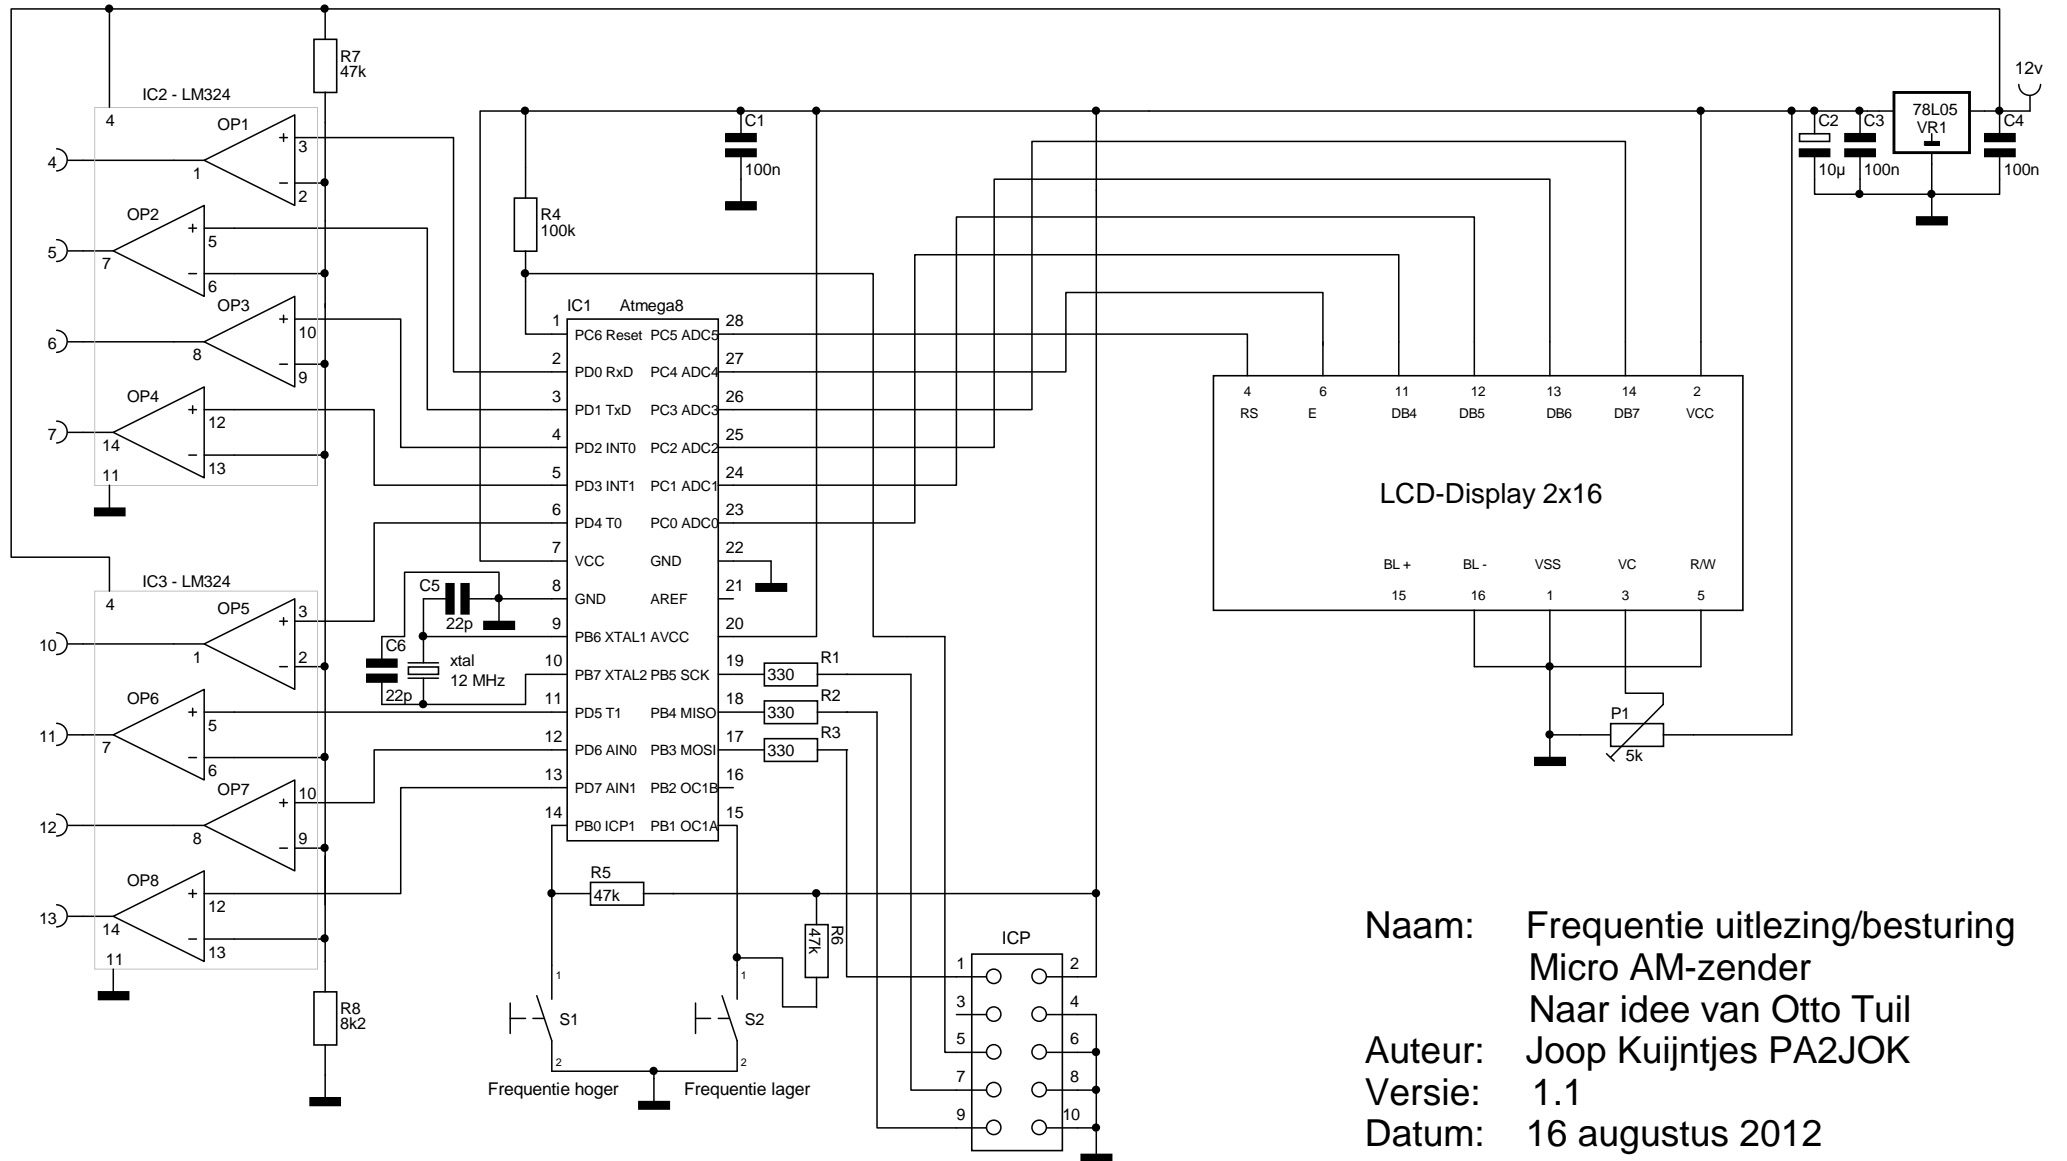 R7
47k
12v
IC2 - LM324
4
OP1
+
3
−
2
1
4
OP2
+
5
−
6
7
5
OP3
+
10
−
9
8
6
OP4
+
12
−
13
14
7
11
C1
100n
C2
10µ
C3
100n
78L05
VR1
C4
100n
R4
100k
IC1 Atmega8
1 PC6 Reset PC5 ADC5 28
2 PD0 RxD PC4 ADC4 27
3 PD1 TxD PC3 ADC3 26
4 PD2 INT0 PC2 ADC2 25
5 PD3 INT1 PC1 ADC1 24
6 PD4 T0 PC0 ADC0 23
7 VCC GND 22
8 GND AREF 21
9 PB6 XTAL1 AVCC 20
10 PB7 XTAL2 PB5 SCK 19
11 PD5 T1 PB4 MISO 18
12 PD6 AIN0 PB3 MOSI 17
13 PD7 AIN1 PB2 OC1B 16
14 PB0 ICP1 PB1 OC1A 15
4 6 11 12 13 14 2
RS E DB4 DB5 DB6 DB7 VCC
LCD-Display 2x16
BL + BL - VSS VC R/W
15 16 1 3 5
P1
5k
IC3 - LM324
4
OP5
+
3
−
2
1
10
OP6
+
5
−
6
7
11
OP7
+
10
−
9
8
12
OP8
+
12
−
13
14
13
11
C5
22p
C6
22p
xtal
12 MHz
R1
330
R2
330
R3
330
R5
47k
R6
47k
R8
8k2
1
S1
2
1
S2
2
Frequentie hoger
Frequentie lager
ICP
1 2
3 4
5 6
7 8
9 10
Naam: Frequentie uitlezing/besturing
Micro AM-zender
Naar idee van Otto Tuil
Auteur: Joop Kuijntjes PA2JOK
Versie: 1.1
Datum: 16 augustus 2012